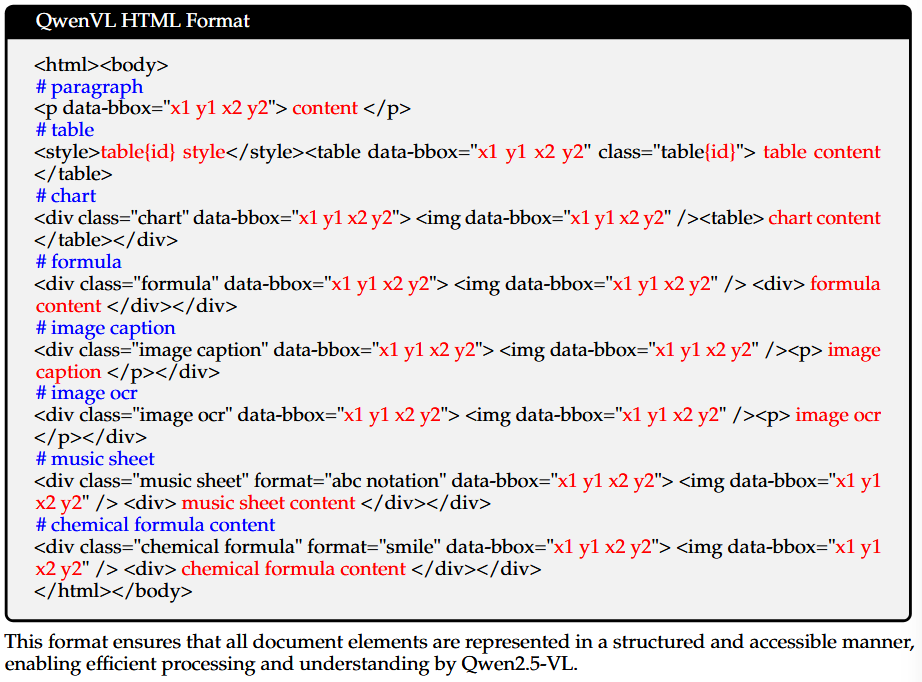 QwenVL HTML Format
<html><body>
# paragraph
<p data-bbox="x1 y1 x2 y2"> content </p>
# table
<style>table{id} style</style><table data-bbox="x1 y1 x2 y2" class="table{id}"> table content
</table>
# chart
<div class="chart" data-bbox="x1 y1 x2 y2"> <img data-bbox="x1 y1 x2 y2" /><table> chart content
</table></div>
# formula
<div class="formula" data-bbox="x1 y1 x2 y2"> <img data-bbox="x1 y1 x2 y2" /> <div> formula
content </div></div>
# image caption
<div class="image caption" data-bbox="x1 y1 x2 y2"> <img data-bbox="x1 y1 x2 y2" /><p> image
caption </p></div>
# image ocr
<div class="image ocr" data-bbox="x1 y1 x2 y2"> <img data-bbox="x1 y1 x2 y2" /><p> image ocr
</p></div>
# music sheet
<div class="music sheet" format="abc notation" data-bbox="x1 y1 x2 y2"> <img data-bbox="x1 y1
x2 y2" /> <div> music sheet content </div></div>
# chemical formula content
<div class="chemical formula" format="smile" data-bbox="x1 y1 x2 y2"> <img data-bbox="x1 y1
x2 y2" /> <div> chemical formula content </div></div>
</html></body>
This format ensures that all document elements are represented in a structured and accessible manner,
enabling efficient processing and understanding by Qwen2.5-VL.